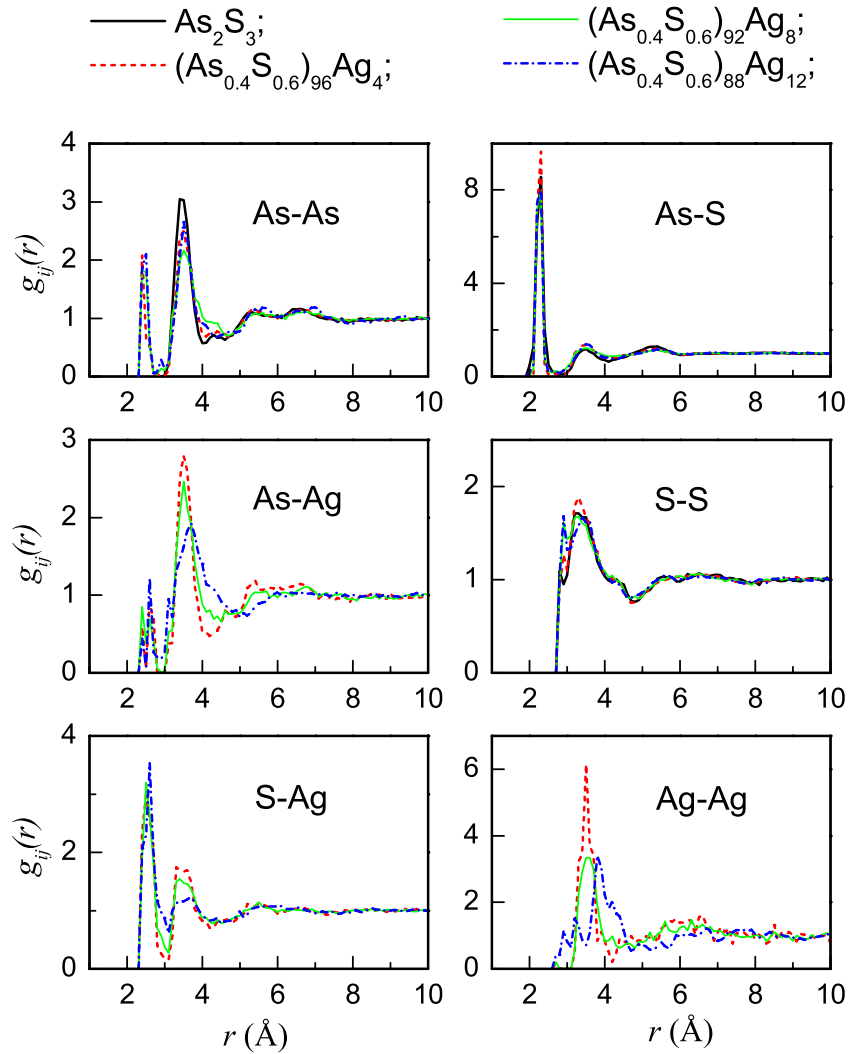 As₂S₃; (As₀.₄S₀.₆)₉₂Ag₈;
(As₀.₄S₀.₆)₉₆Ag₄; (As₀.₄S₀.₆)₈₈Ag₁₂;
4
3
2
1
0
g_ij(r)
As-As
2 4 6 8 10
8
4
0
As-S
2 4 6 8 10
3
2
1
0
g_ij(r)
As-Ag
2 4 6 8 10
2
1
0
S-S
2 4 6 8 10
4
2
0
g_ij(r)
S-Ag
2 4 6 8 10
r (Å)
6
4
2
0
Ag-Ag
2 4 6 8 10
r (Å)